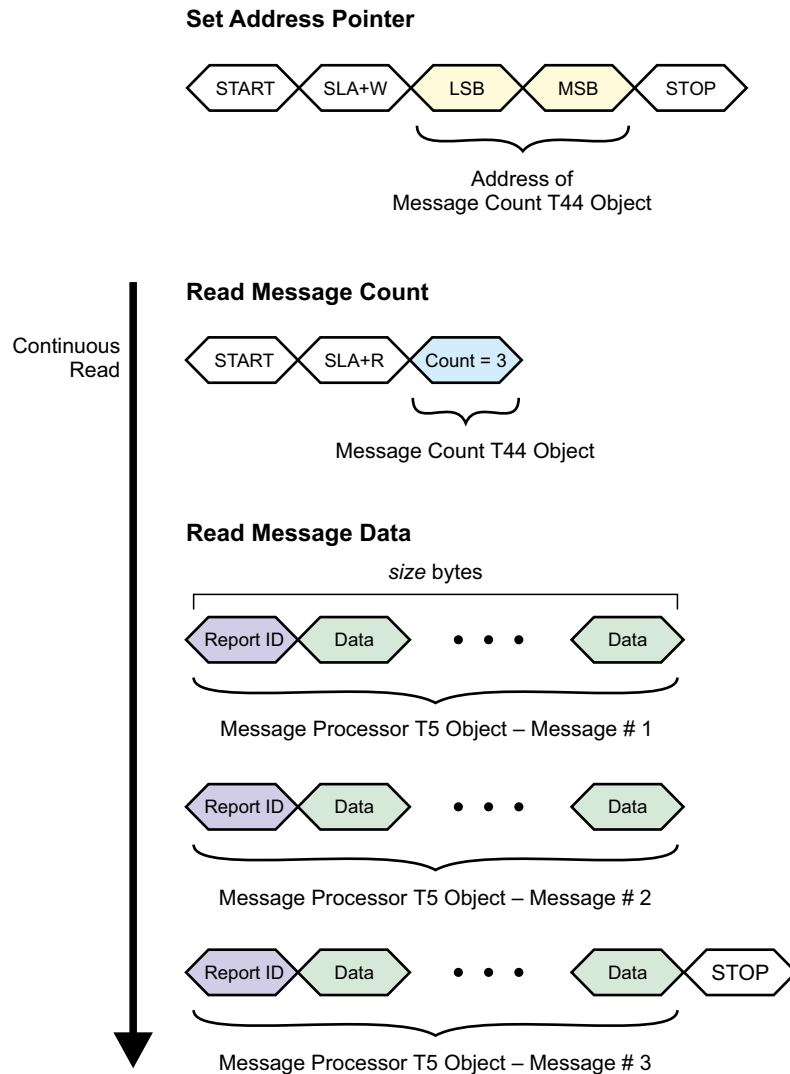 Set Address Pointer
START SLA+W LSB MSB STOP
Address of
Message Count T44 Object
Read Message Count
Continuous
Read
START SLA+R Count = 3
Message Count T44 Object
Read Message Data
size bytes
Report ID Data Data
Message Processor T5 Object – Message # 1
Report ID Data Data
Message Processor T5 Object – Message # 2
Report ID Data Data STOP
Message Processor T5 Object – Message # 3